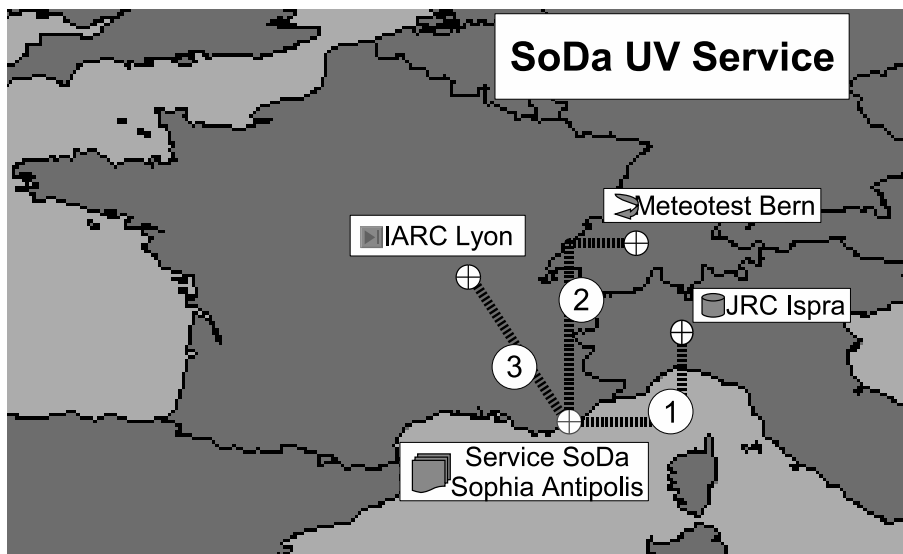 SoDa UV Service
Meteotest Bern
IARC Lyon
2
JRC Ispra
3
1
Service SoDa
Sophia Antipolis